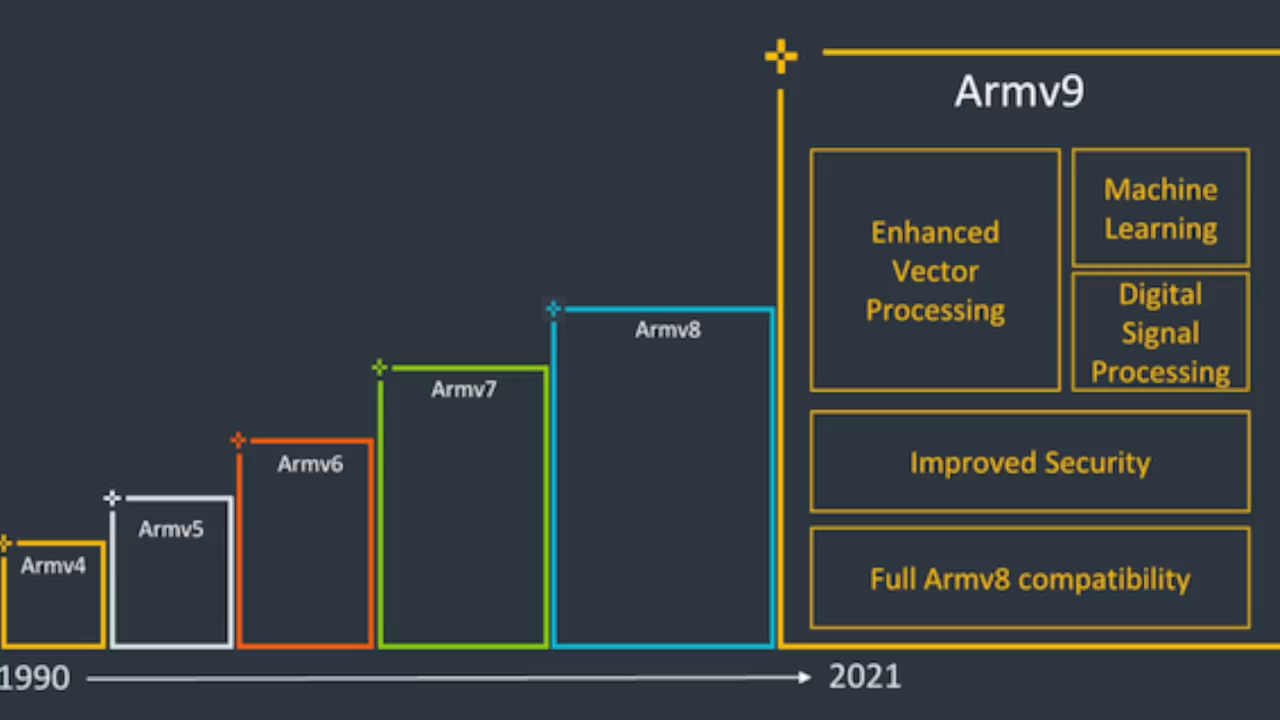 Armv9
Enhanced
Vector
Processing
Machine
Learning
Digital
Signal
Processing
Improved Security
Full Armv8 compatibility
Armv8
Armv7
Armv6
Armv5
Armv4
1990
2021